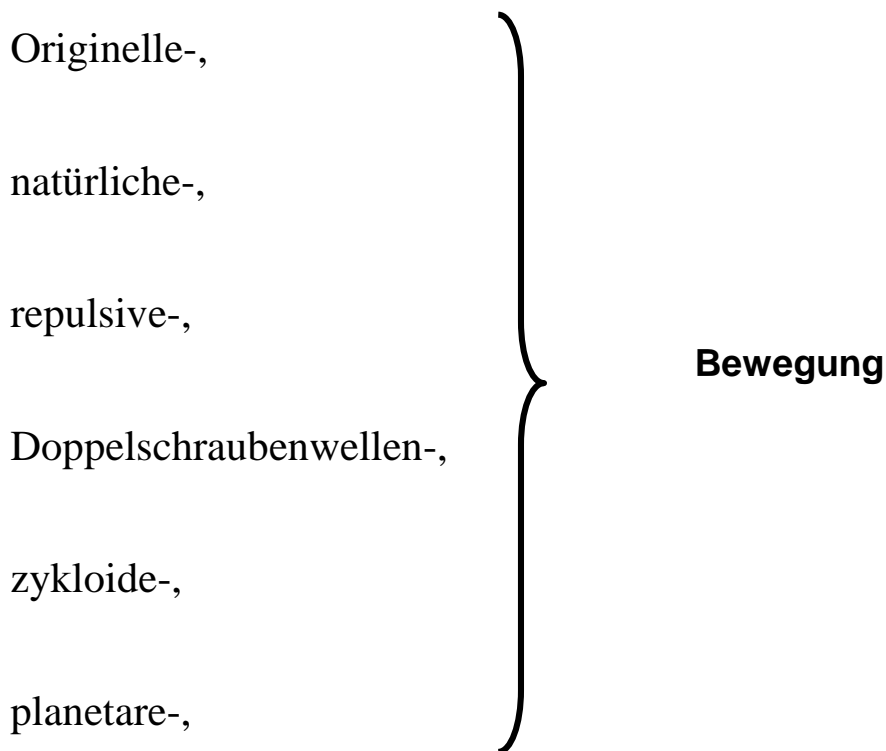 Originelle-,
natürliche-,
repulsive-,
Bewegung
Doppelschraubenwellen-,
zykloide-,
planetare-,